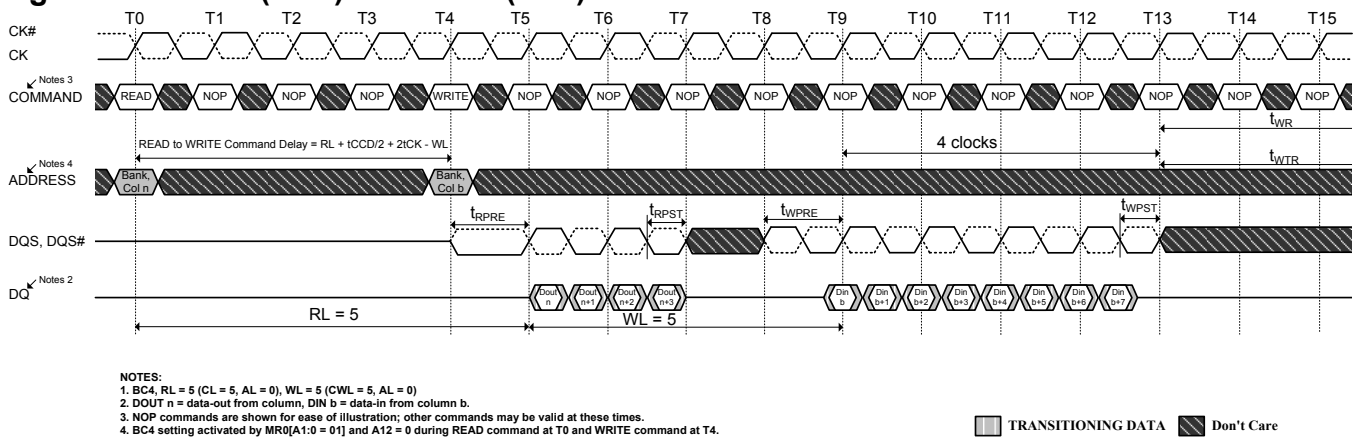 T0 T1 T2 T3 T4 T5 T6 T7 T8 T9 T10 T11 T12 T13 T14 T15
CK#
CK
Notes 3
COMMAND
READ NOP NOP NOP WRITE NOP NOP NOP NOP NOP NOP NOP NOP NOP NOP NOP
tWR
READ to WRITE Command Delay = RL + tCCD/2 + 2tCK - WL
4 clocks
Notes 4
tWTR
ADDRESS
Bank, Col n
Bank, Col b
tRPRE tRPST tWPRE tWPST
DQS, DQS#
Notes 2
DQ
Dout n Dout n+1 Dout n+2 Dout n+3 Din b Din b+1 Din b+2 Din b+3 Din b+4 Din b+5 Din b+6 Din b+7
RL = 5 WL = 5
NOTES:
1. BC4, RL = 5 (CL = 5, AL = 0), WL = 5 (CWL = 5, AL = 0)
2. DOUT n = data-out from column, DIN b = data-in from column b.
3. NOP commands are shown for ease of illustration; other commands may be valid at these times.
4. BC4 setting activated by MR0[A1:0 = 01] and A12 = 0 during READ command at T0 and WRITE command at T4.
TRANSITIONING DATA Don't Care